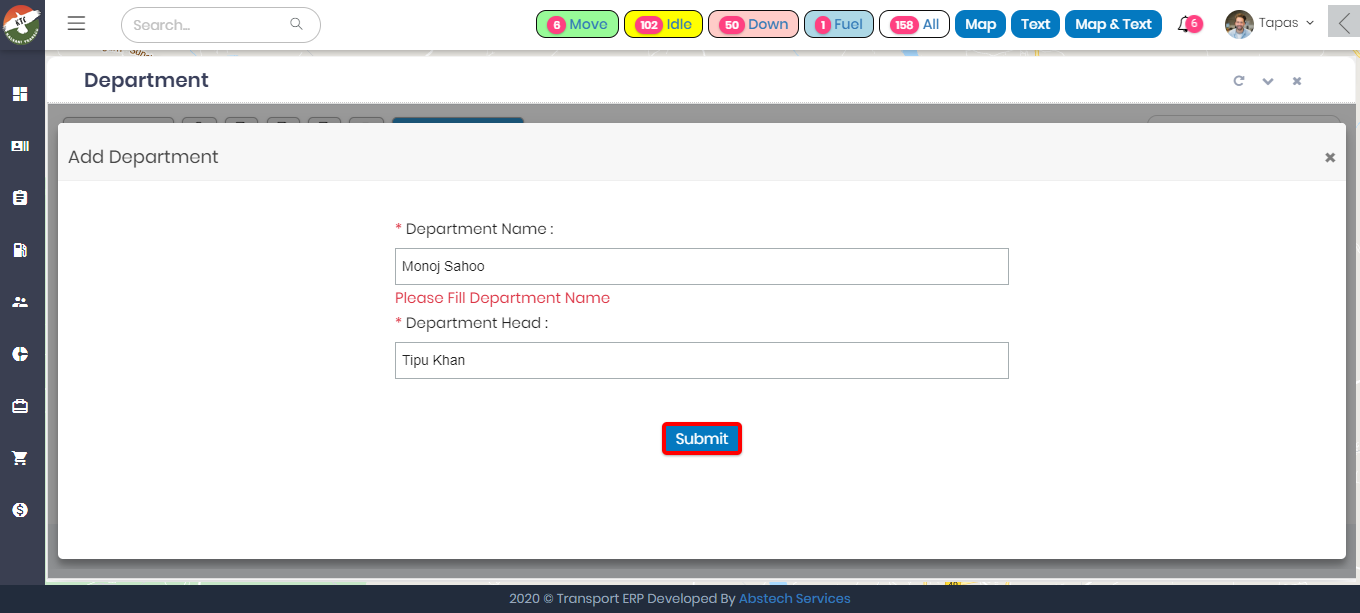 KTC
Search...
6 Move 102 Idle 50 Down 1 Fuel 158 All Map Text Map & Text 6 Tapas
Department
Add Department
* Department Name :
Monoj Sahoo
Please Fill Department Name
* Department Head :
Tipu Khan
Submit
2020 © Transport ERP Developed By Abstech Services